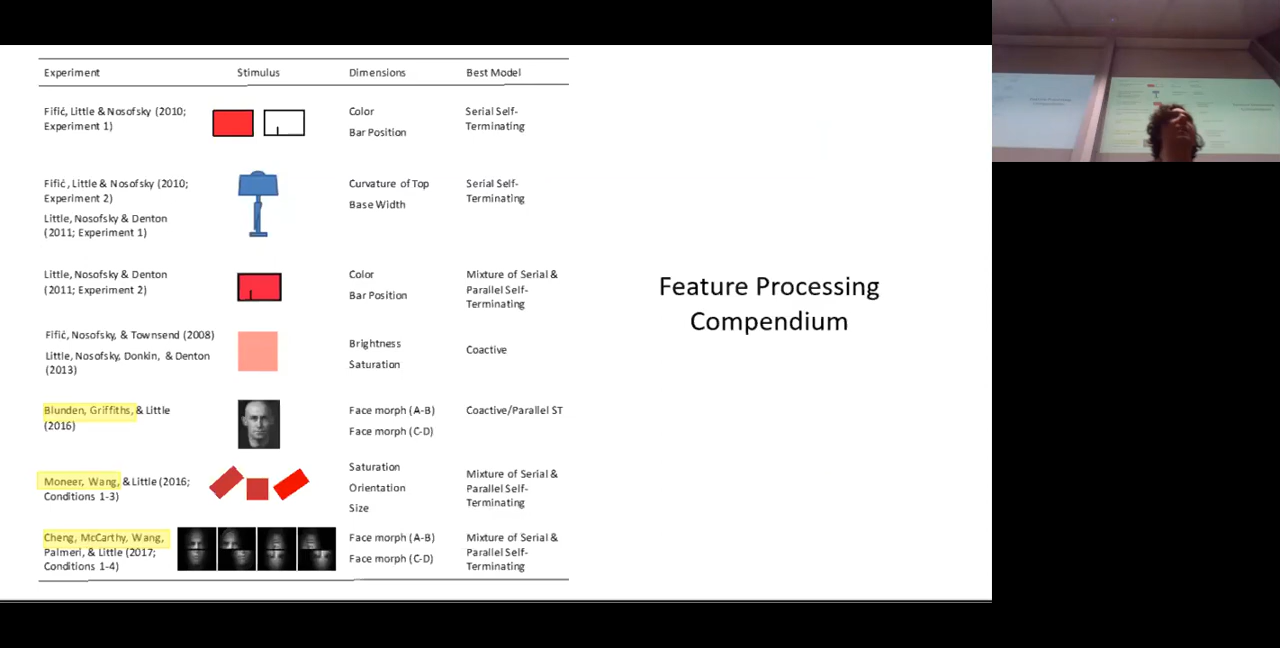 Experiment Stimulus Dimensions Best Model
Fifić, Little & Nosofsky (2010;
Experiment 1)
Color
Bar Position
Serial Self-
Terminating
Fifić, Little & Nosofsky (2010;
Experiment 2)
Little, Nosofsky & Denton
(2011; Experiment 1)
Curvature of Top
Base Width
Serial Self-
Terminating
Little, Nosofsky & Denton
(2011; Experiment 2)
Color
Bar Position
Mixture of Serial &
Parallel Self-
Terminating
Fifić, Nosofsky, & Townsend (2008)
Little, Nosofsky, Donkin, & Denton
(2013)
Brightness
Saturation
Coactive
Blunden, Griffiths, & Little
(2016)
Face morph (A-B)
Face morph (C-D)
Coactive/Parallel ST
Moneer, Wang, & Little (2016;
Conditions 1-3)
Saturation
Orientation
Size
Mixture of Serial &
Parallel Self-
Terminating
Cheng, McCarthy, Wang,
Palmeri, & Little (2017;
Conditions 1-4)
Face morph (A-B)
Face morph (C-D)
Mixture of Serial &
Parallel Self-
Terminating
Feature Processing
Compendium